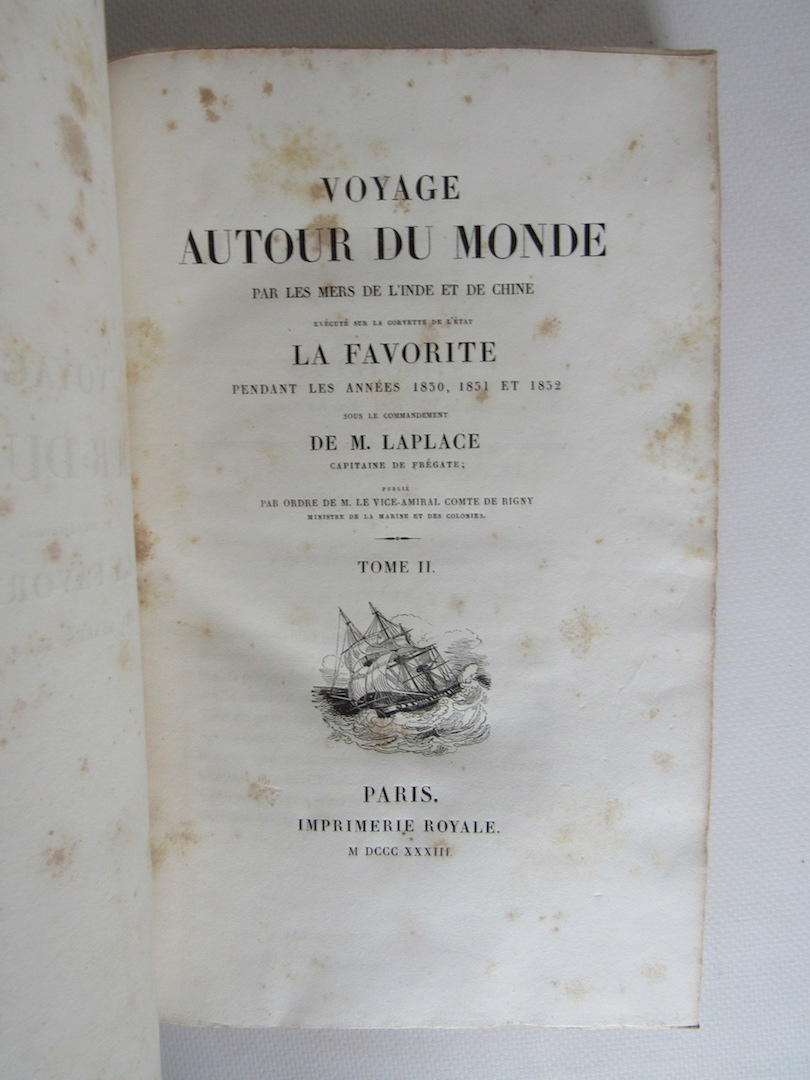 VOYAGE
AUTOUR DU MONDE
PAR LES MERS DE L'INDE ET DE CHINE
EXÉCUTÉ SUR LA CORVETTE DE L'ÉTAT
LA FAVORITE
PENDANT LES ANNÉES 1830, 1831 ET 1832
SOUS LE COMMANDEMENT
DE M. LAPLACE
CAPITAINE DE FRÉGATE;
PUBLIÉ
PAR ORDRE DE M. LE VICE-AMIRAL COMTE DE RIGNY
MINISTRE DE LA MARINE ET DES COLONIES.
TOME II.
PARIS.
IMPRIMERIE ROYALE.
M DCCC XXXIII.